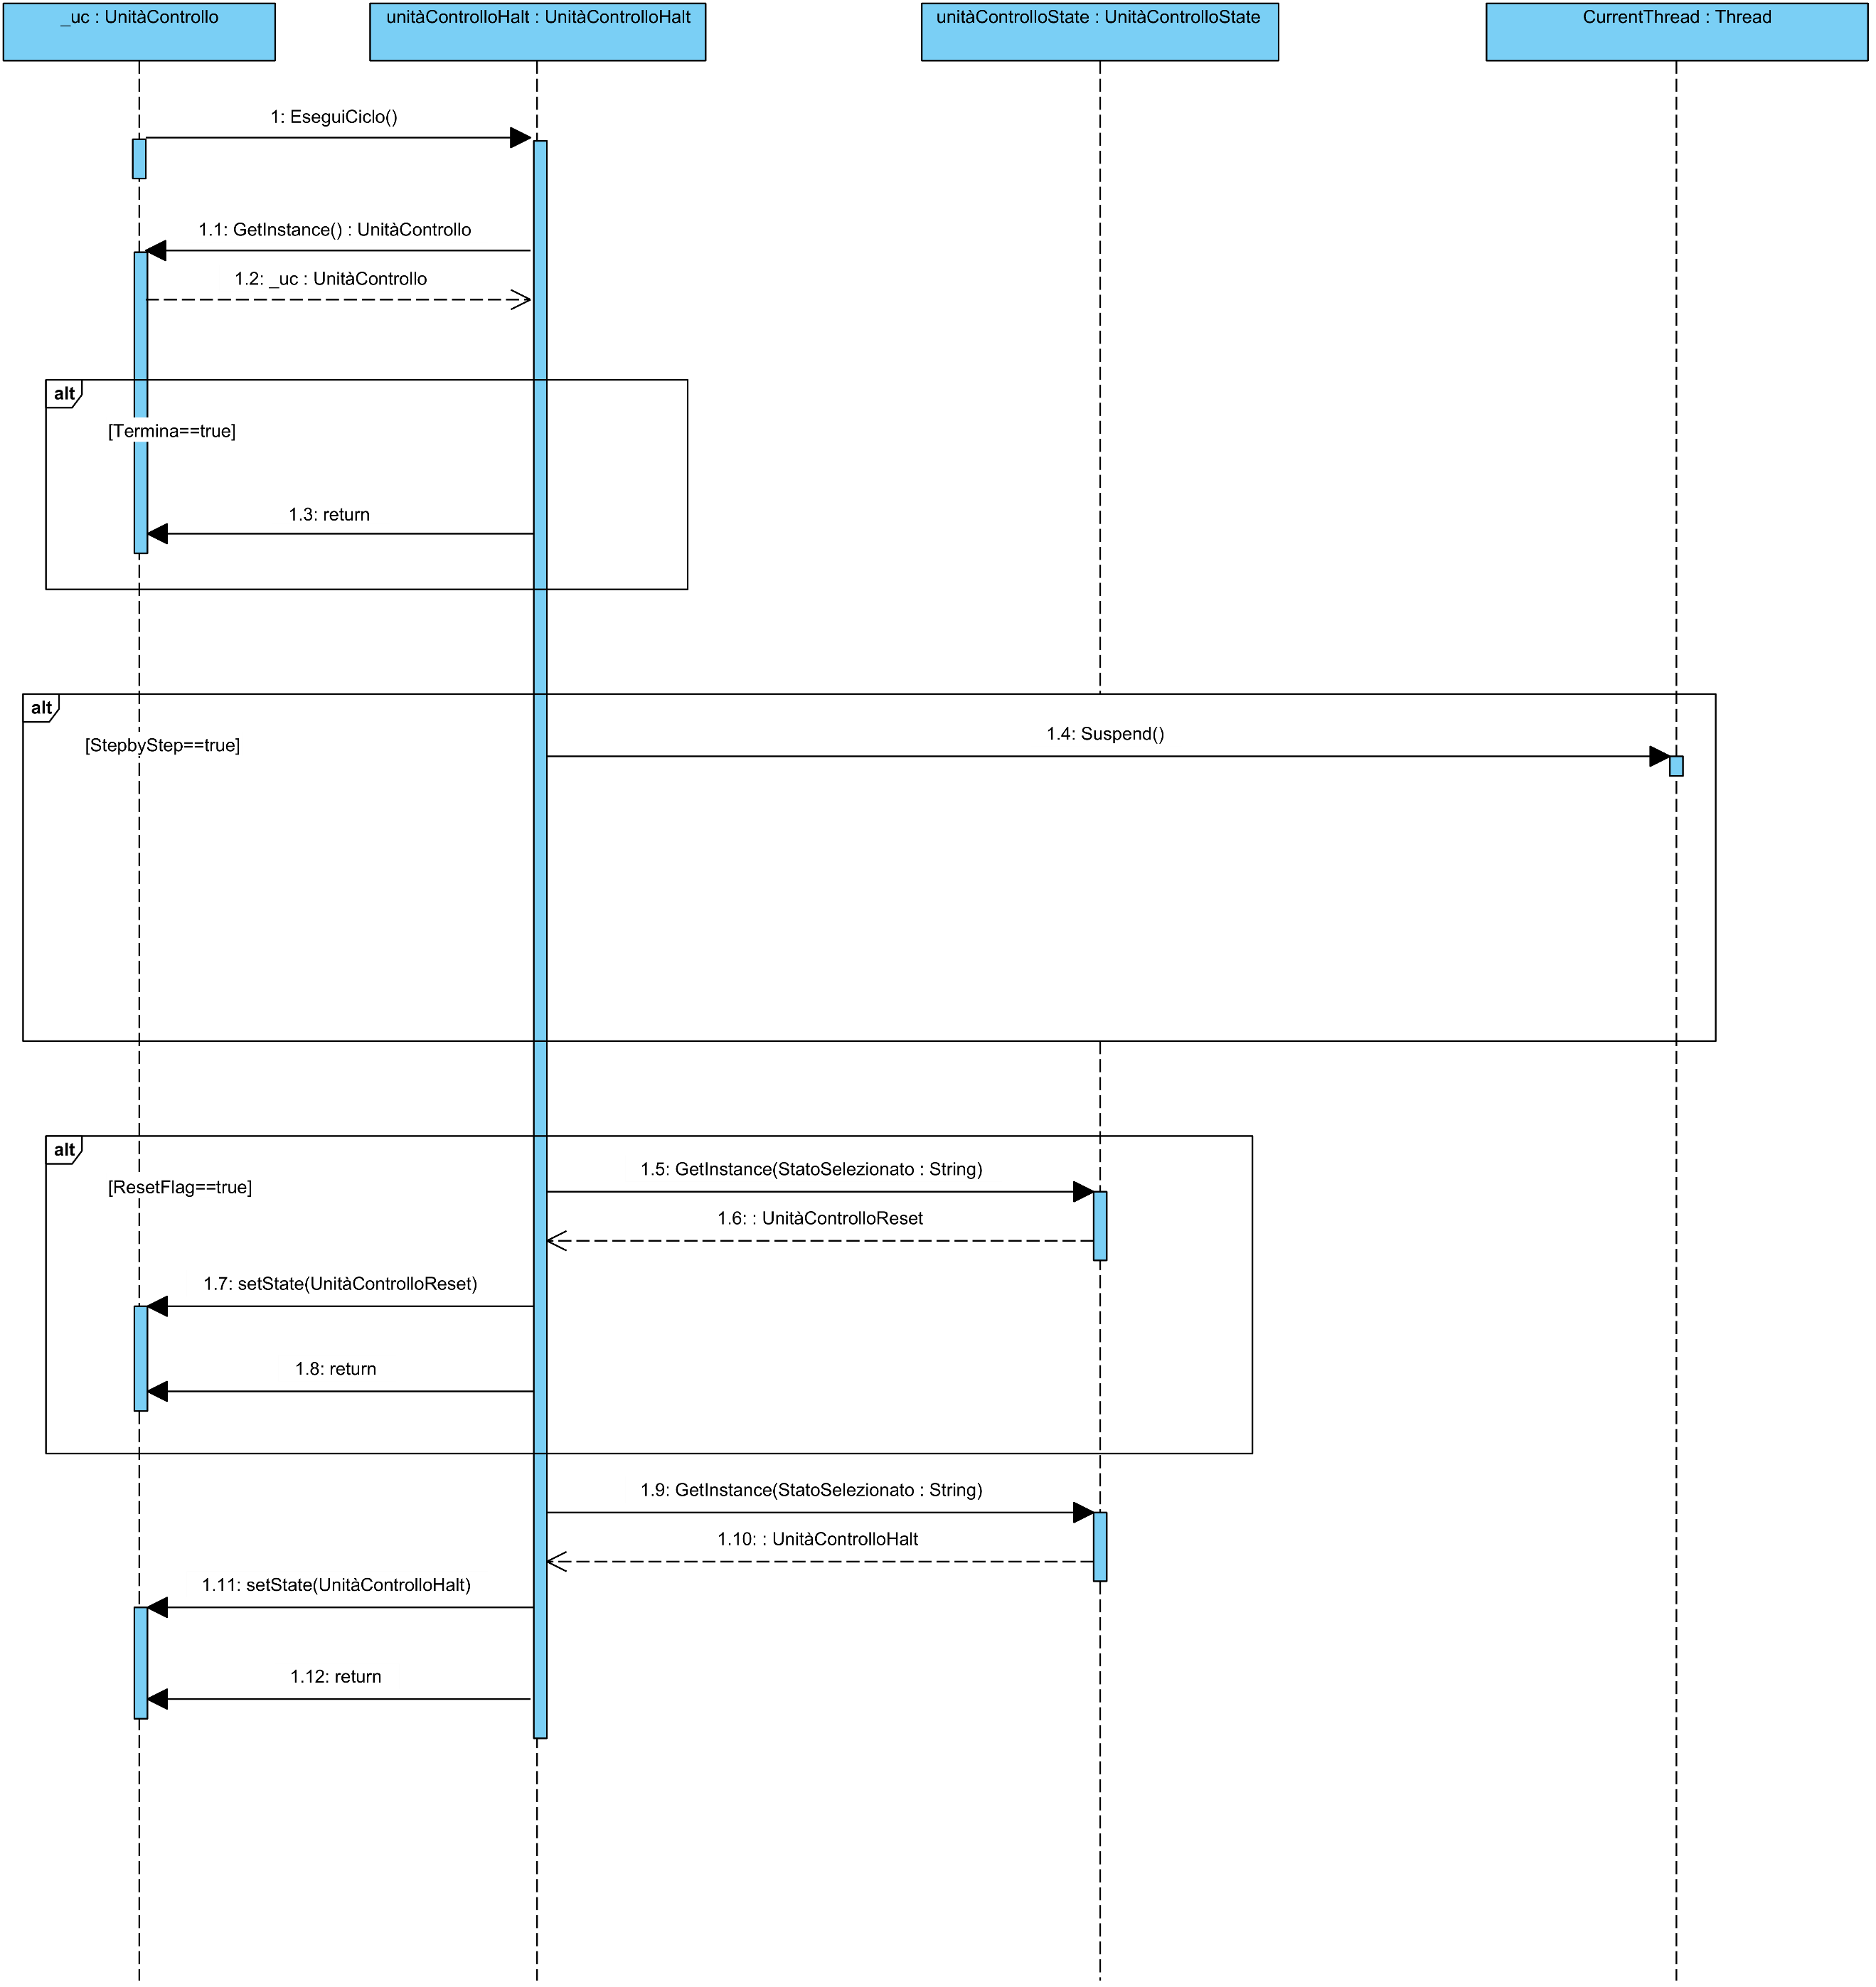 _uc : UnitàControllo
unitàControlloHalt : UnitàControlloHalt
unitàControlloState : UnitàControlloState
CurrentThread : Thread
1: EseguiCiclo()
1.1: GetInstance() : UnitàControllo
1.2: _uc : UnitàControllo
alt
[Termina==true]
1.3: return
alt
[StepbyStep==true]
1.4: Suspend()
alt
[ResetFlag==true]
1.5: GetInstance(StatoSelezionato : String)
1.6: : UnitàControlloReset
1.7: setState(UnitàControlloReset)
1.8: return
1.9: GetInstance(StatoSelezionato : String)
1.10: : UnitàControlloHalt
1.11: setState(UnitàControlloHalt)
1.12: return